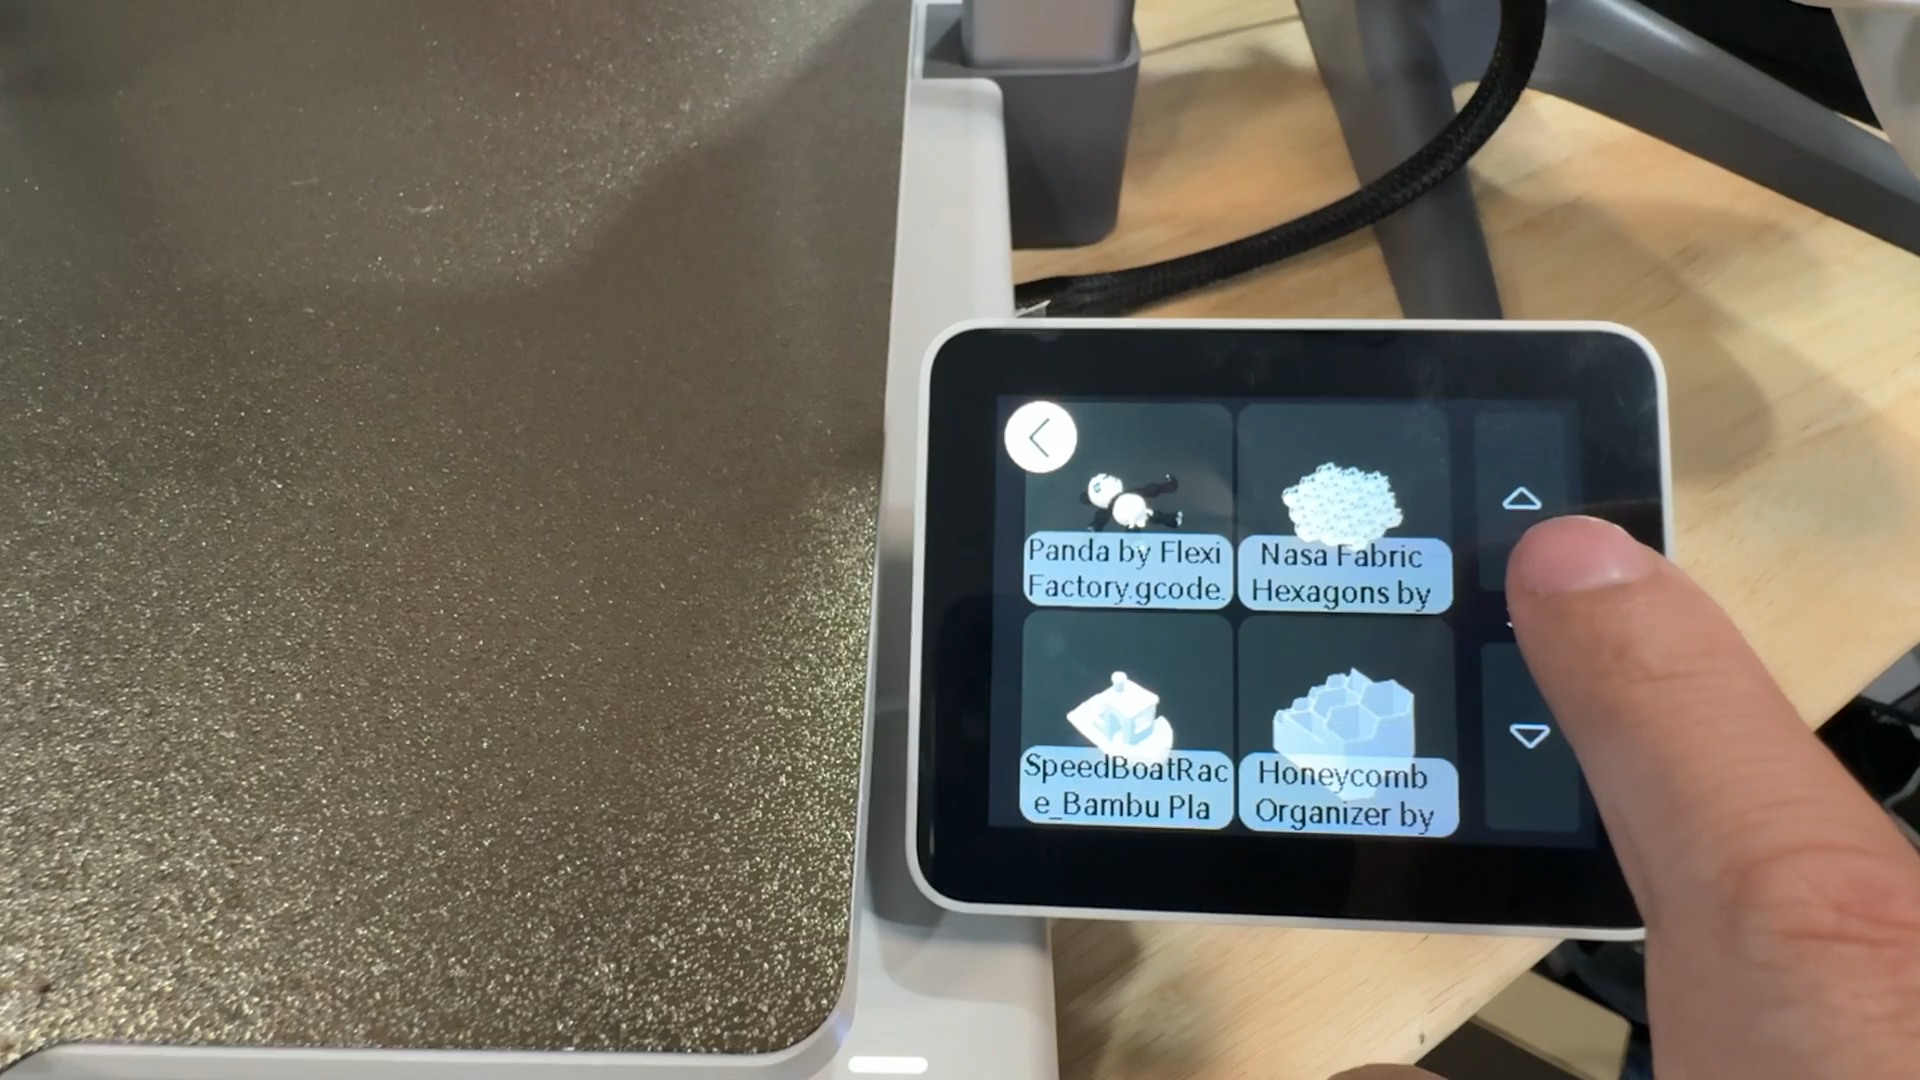 Panda by Flexi
Factory.gcode.
Nasa Fabric
Hexagons by
SpeedBoatRac
e_Bambu Pla
Honeycomb
Organizer by